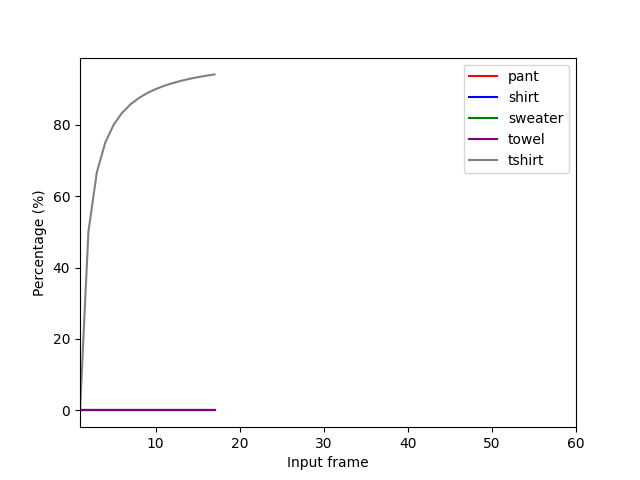 pant
shirt
sweater
towel
tshirt
80
60
40
20
0
Percentage (%)
10 20 30 40 50 60
Input frame